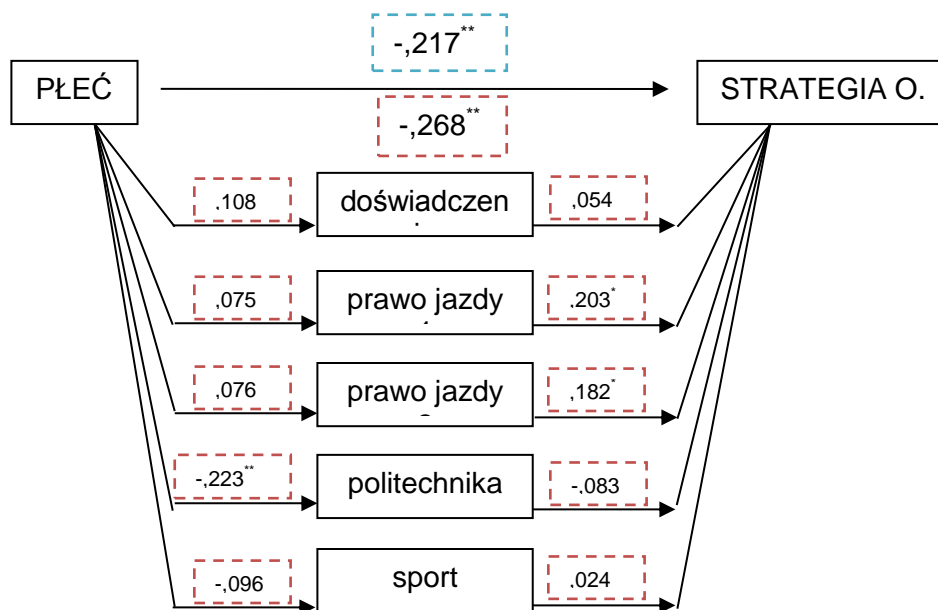 -,217**
PŁEĆ
STRATEGIA O.
-,268**
,108
doświadczen
,054
,075
prawo jazdy
,203*
,076
prawo jazdy
,182*
-,223**
politechnika
-,083
-,096
sport
,024